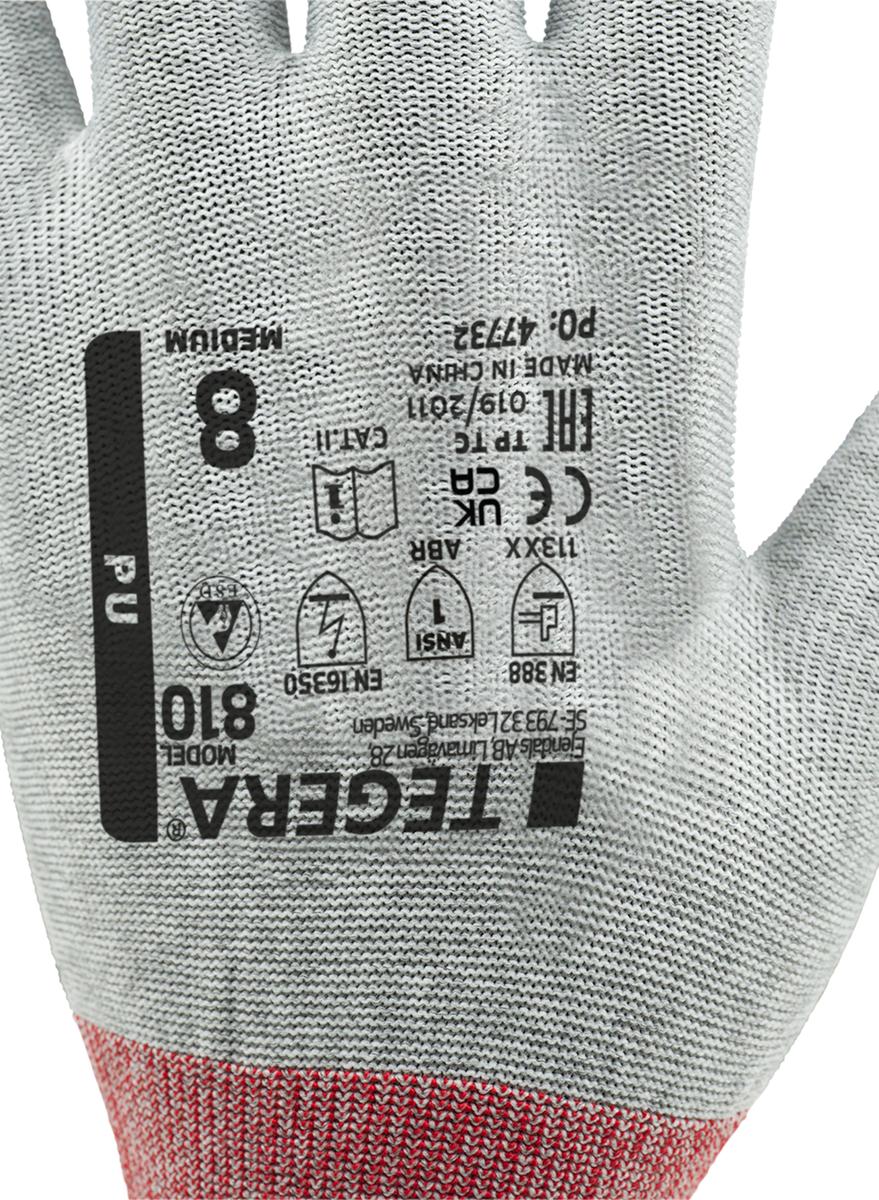 TEGERA®
Ejendals AB, Limavägen 28,
SE-793 32 Leksand, Sweden
MODEL
810
EN 388
113XX
ANSI
1
ABR
EN 16350
ESD
PU
CE
UK
CA
i
CAT. II
EAC
TP TC
019/2011
MADE IN CHINA
PO: 47732
8
MEDIUM